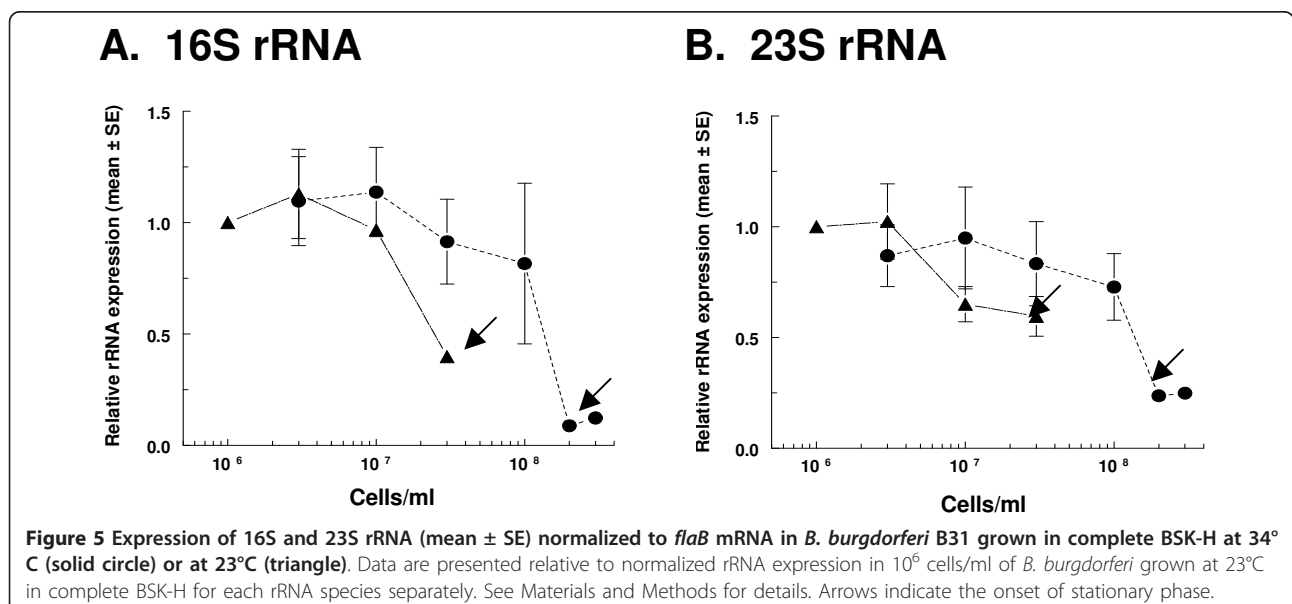 A. 16S rRNA
Relative rRNA expression (mean ± SE)
1.5
1.0
0.5
0.0
10 6
10 7
10 8
Cells/ml
B. 23S rRNA
Relative rRNA expression (mean ± SE)
1.5
1.0
0.5
0.0
10 6
10 7
10 8
Cells/ml
Figure 5 Expression of 16S and 23S rRNA (mean ± SE) normalized to flaB mRNA in B. burgdorferi B31 grown in complete BSK-H at 34°
C (solid circle) or at 23°C (triangle). Data are presented relative to normalized rRNA expression in 10⁶ cells/ml of B. burgdorferi grown at 23°C
in complete BSK-H for each rRNA species separately. See Materials and Methods for details. Arrows indicate the onset of stationary phase.